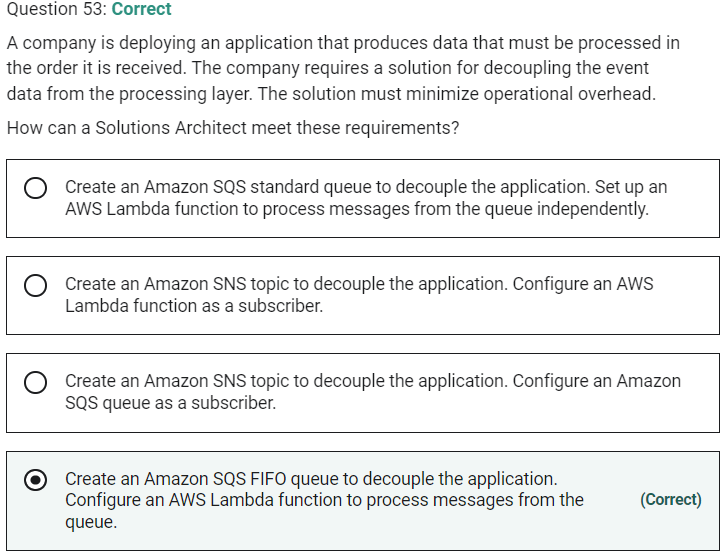 Question 53: Correct
A company is deploying an application that produces data that must be processed in
the order it is received. The company requires a solution for decoupling the event
data from the processing layer. The solution must minimize operational overhead.
How can a Solutions Architect meet these requirements?
Create an Amazon SQS standard queue to decouple the application. Set up an
AWS Lambda function to process messages from the queue independently.
Create an Amazon SNS topic to decouple the application. Configure an AWS
Lambda function as a subscriber.
Create an Amazon SNS topic to decouple the application. Configure an Amazon
SQS queue as a subscriber.
Create an Amazon SQS FIFO queue to decouple the application.
Configure an AWS Lambda function to process messages from the
queue.
(Correct)